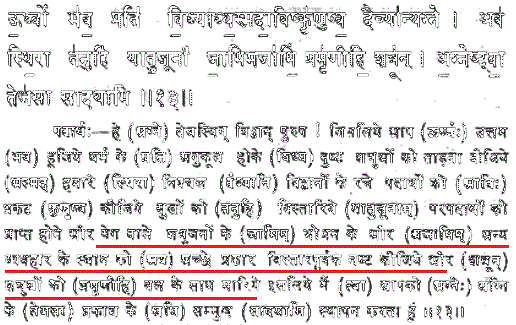 ऊर्ध्वो भव प्रति विध्याध्यस्मदाविष्कृणुष्व दैव्यान्यग्ने । अव
स्थिरा तनुहि यातुजूनां जामिमजामिं प्रमृणीहि शत्रून् । अग्नेष्ट्वा
तेजसा सादयामि ॥१३॥
पदार्थः—हे (अग्ने) तेजस्विन् विद्वान् पुरुष ! जिसलिये आप (ऊर्ध्वः) उत्तम
(भव) हूजिये धर्म के (प्रति) अनुकूल होके (विध्य) दुष्ट शत्रुओं को ताड़ना दीजिये
(अस्मत्) हमारे (स्थिरा) निश्चल (दैव्यानि) विद्वानों के रचे पदार्थों को (आविः)
प्रकट (कृणुष्व) कीजिये सुखों को (तनुहि) विस्तारिये (यातुजूनाम्) परपदार्थों को
प्राप्त होने और वेग वाले शत्रुजनों के (जामिम्) भोजन के और (अजामिम्) अन्य
व्यवहार के स्थान को (अव) अच्छे प्रकार विस्तारपूर्वक नष्ट कीजिये और (शत्रून्)
शत्रुओं को (प्रमृणीहि) बल के साथ मारिये इसलिये मैं (त्वा) आपको (अग्नेः) अग्नि
के (तेजसा) प्रकाश के (अधि) सम्मुख (सादयामि) स्थापन करता हूं ॥१३॥